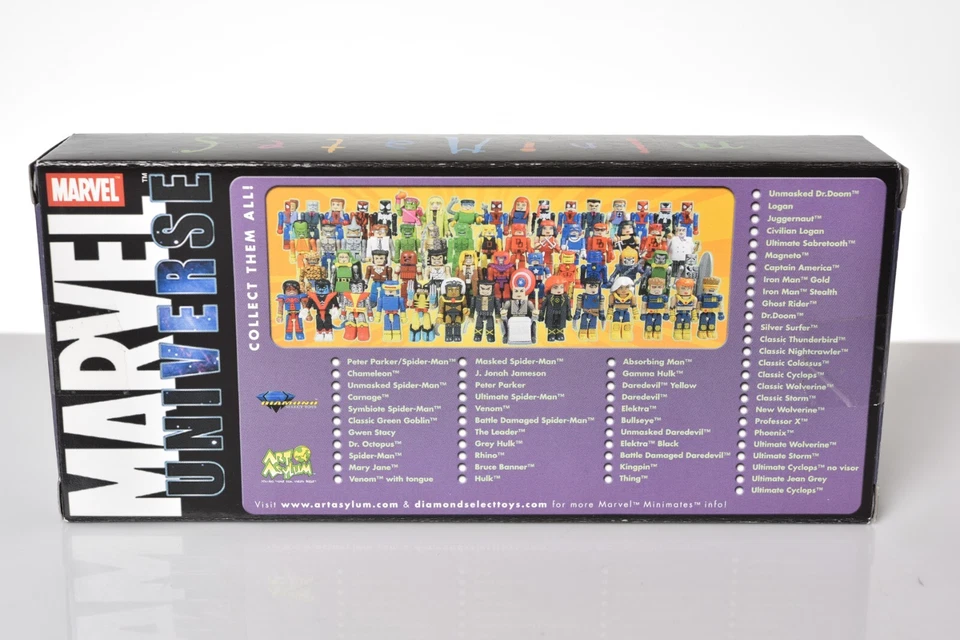 miniMates
MARVEL
MARVEL™
UNIVERSE
COLLECT THEM ALL!
Peter Parker/Spider-Man™
Chameleon™
Unmasked Spider-Man™
Carnage™
Symbiote Spider-Man™
Classic Green Goblin™
Gwen Stacy
Dr. Octopus™
Spider-Man™
Mary Jane™
Venom™ with tongue
Masked Spider-Man™
J. Jonah Jameson
Peter Parker
Ultimate Spider-Man™
Venom™
Battle Damaged Spider-Man™
The Leader™
Grey Hulk™
Rhino™
Bruce Banner™
Hulk™
Absorbing Man™
Gamma Hulk™
Daredevil™ Yellow
Daredevil™
Elektra™
Bullseye™
Unmasked Daredevil™
Elektra™ Black
Battle Damaged Daredevil™
Kingpin™
Thing™
Unmasked Dr.Doom™
Logan
Juggernaut™
Civilian Logan
Ultimate Sabretooth™
Magneto™
Captain America™
Iron Man™ Gold
Iron Man™ Stealth
Ghost Rider™
Dr.Doom™
Silver Surfer™
Classic Thunderbird™
Classic Nightcrawler™
Classic Colossus™
Classic Cyclops™
Classic Wolverine™
Classic Storm™
New Wolverine™
Professor X™
Phoenix™
Ultimate Wolverine™
Ultimate Storm™
Ultimate Cyclops™ no visor
Ultimate Jean Grey
Ultimate Cyclops™
DIAMOND
SELECT TOYS
ART
ASYLUM
Visit www.artasylum.com & diamondselecttoys.com for more Marvel™ Minimates™ info!